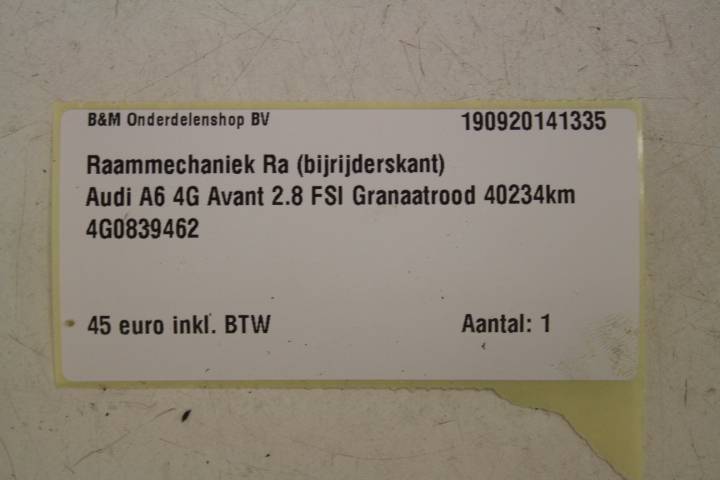 B&M Onderdelenshop BV 190920141335
Raammechaniek Ra (bijrijderskant)
Audi A6 4G Avant 2.8 FSI Granaatrood 40234km
4G0839462
45 euro inkl. BTW Aantal: 1